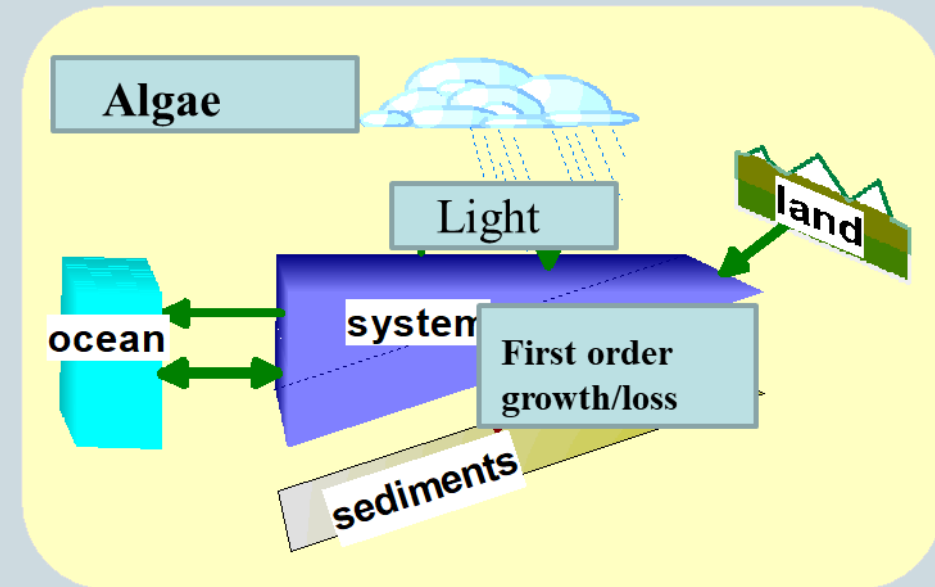 Algae
Light
land
ocean
system
First order
growth/loss
sediments